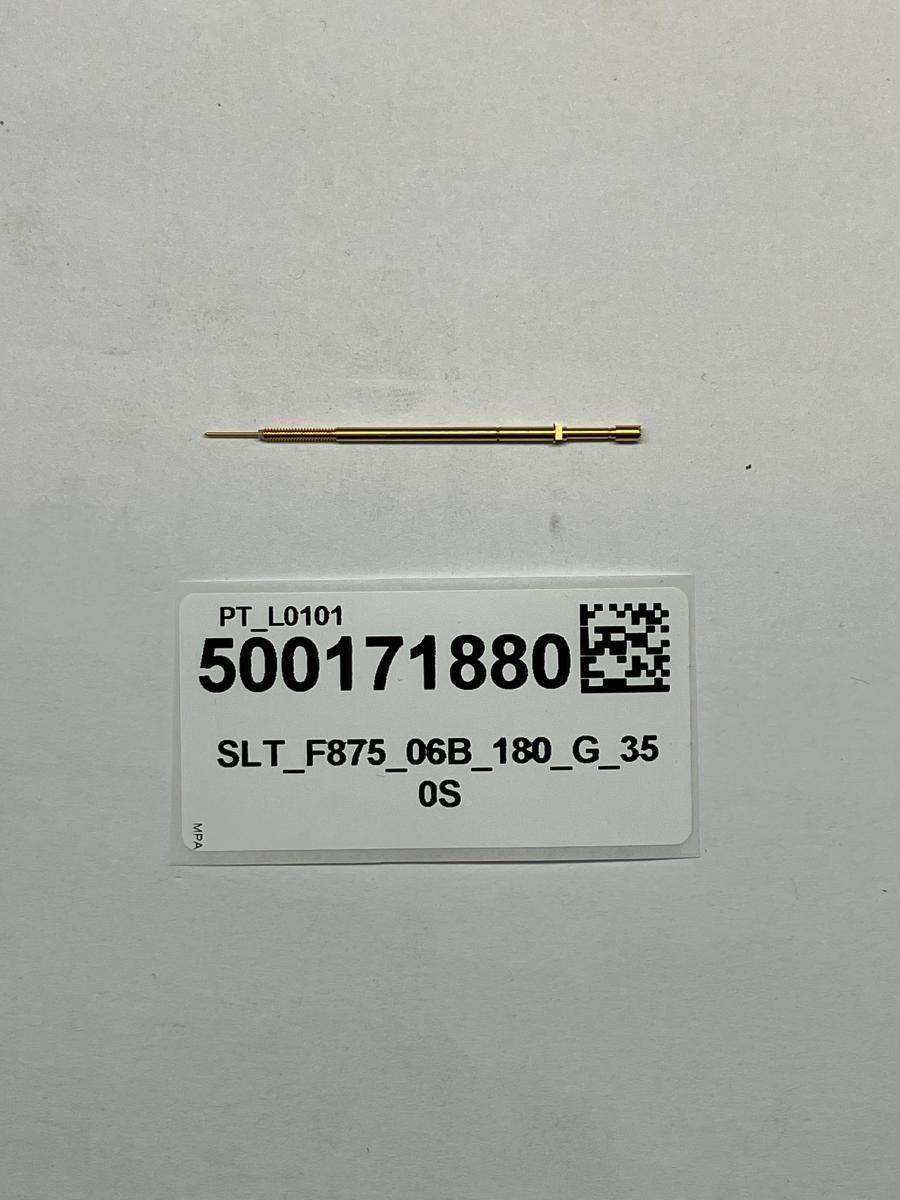 PT_L0101
500171880
SLT_F875_06B_180_G_35
0S
MPA